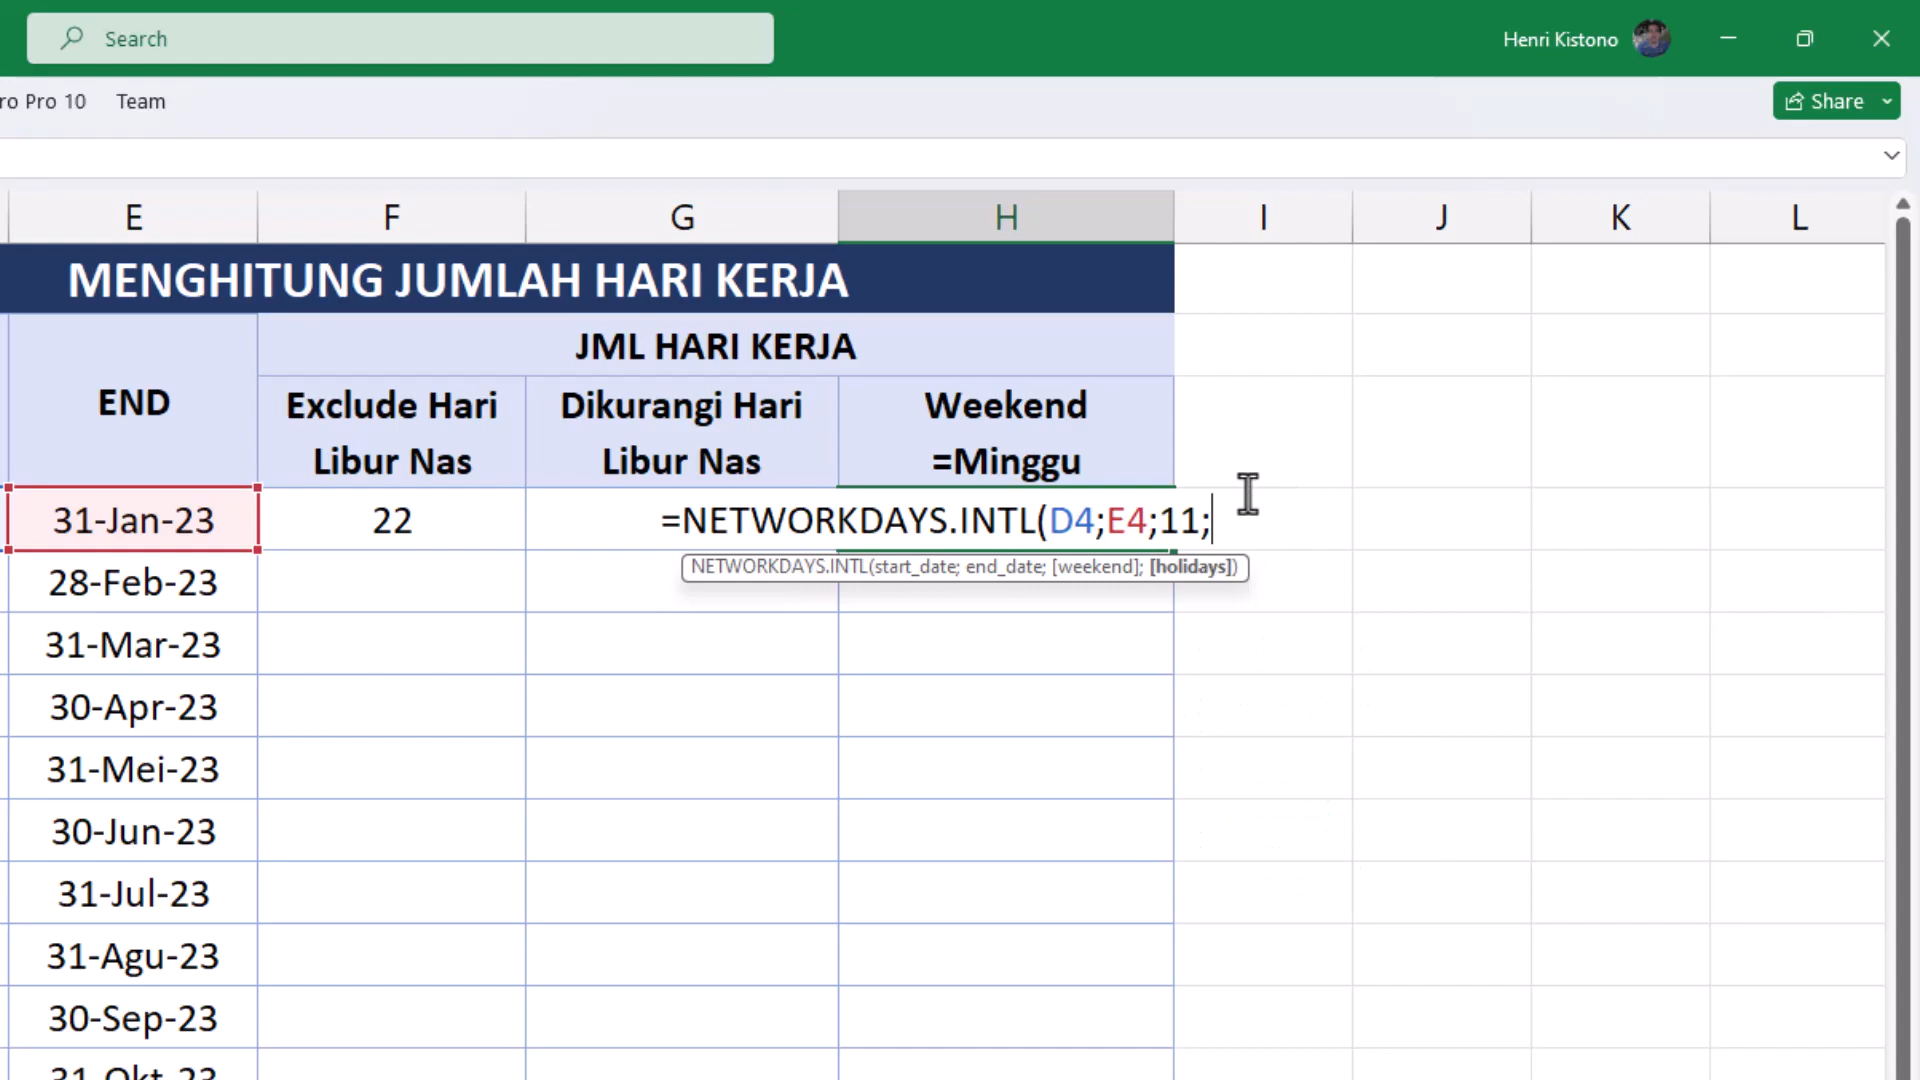 Search
Henri Kistono
ro Pro 10 Team
Share
E F G H I J K L
MENGHITUNG JUMLAH HARI KERJA
END
JML HARI KERJA
Exclude Hari
Libur Nas
Dikurangi Hari
Libur Nas
Weekend
=Minggu
31-Jan-23 22 =NETWORKDAYS.INTL(D4;E4;11;
NETWORKDAYS.INTL(start_date; end_date; [weekend]; [holidays])
28-Feb-23
31-Mar-23
30-Apr-23
31-Mei-23
30-Jun-23
31-Jul-23
31-Agu-23
30-Sep-23
31-Okt-23